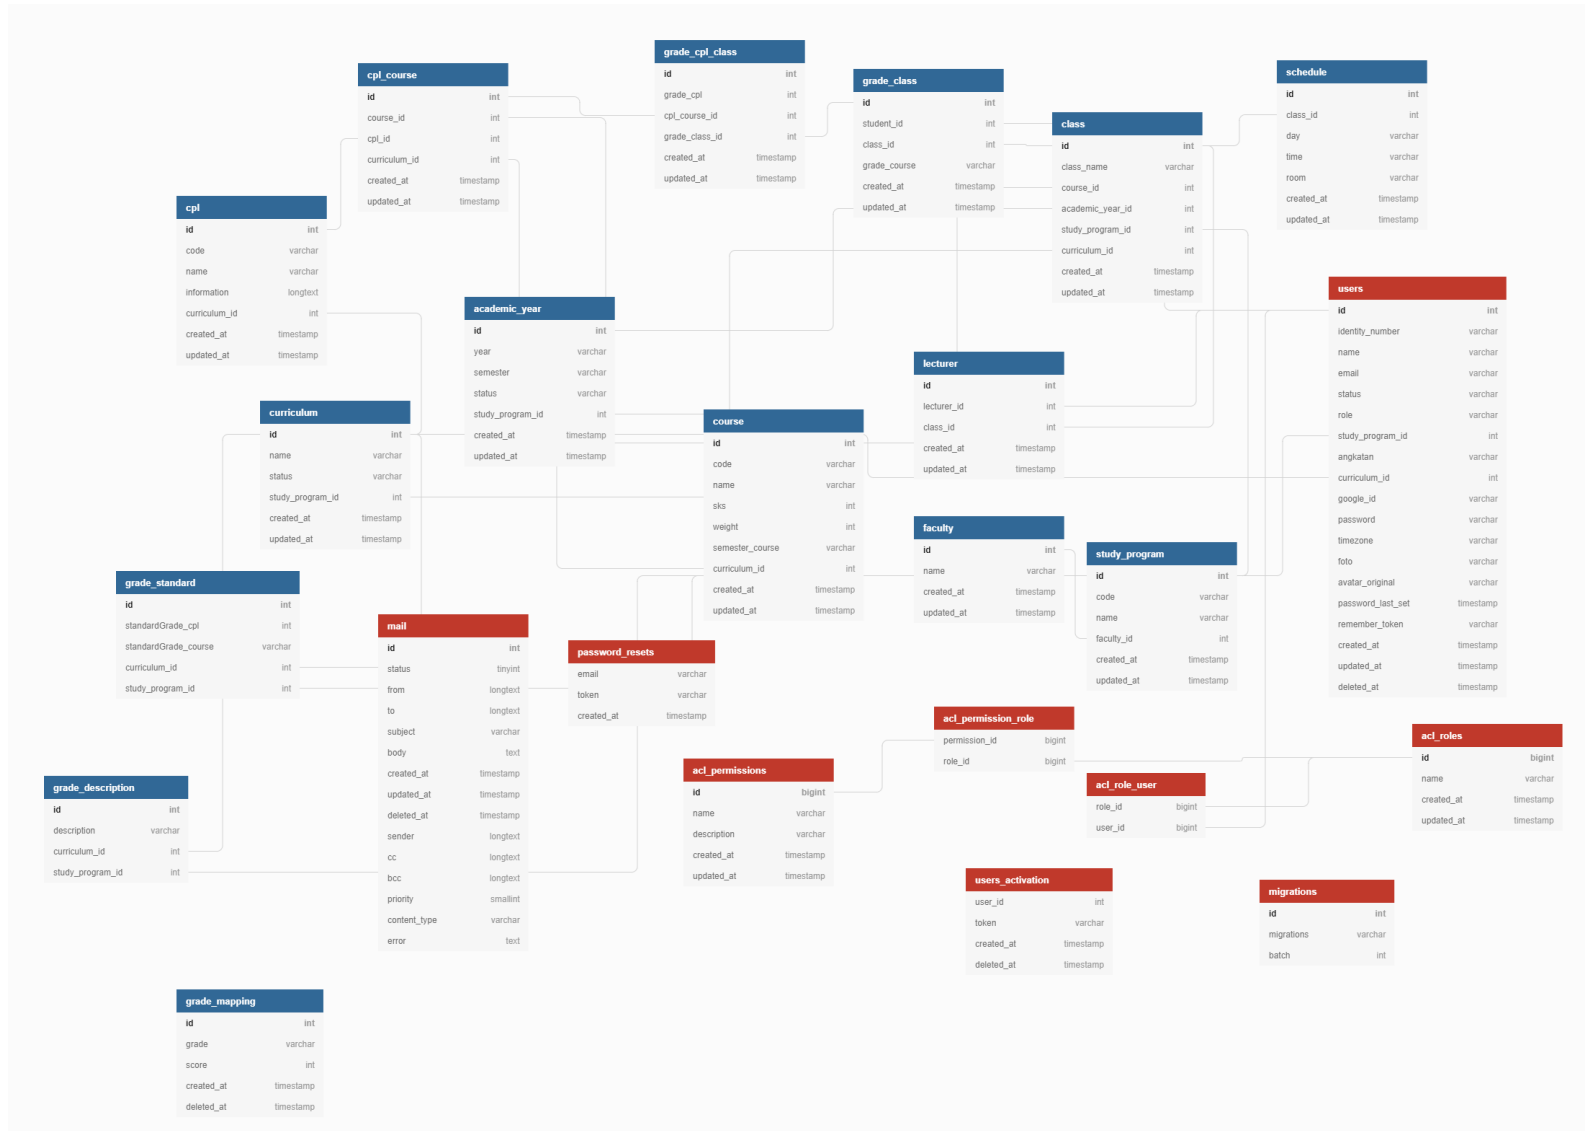 grade_cpl_class
id int
grade_cpl int
cpl_course_id int
grade_class_id int
created_at timestamp
updated_at timestamp
cpl_course
id int
course_id int
cpl_id int
curriculum_id int
created_at timestamp
updated_at timestamp
grade_class
id int
student_id int
class_id int
grade_course varchar
created_at timestamp
updated_at timestamp
schedule
id int
class_id int
day varchar
time varchar
room varchar
created_at timestamp
updated_at timestamp
class
id int
class_name varchar
course_id int
academic_year_id int
study_program_id int
curriculum_id int
created_at timestamp
updated_at timestamp
cpl
id int
code varchar
name varchar
information longtext
curriculum_id int
created_at timestamp
updated_at timestamp
users
id int
identity_number varchar
name varchar
email varchar
status varchar
role varchar
study_program_id int
angkatan varchar
curriculum_id int
google_id varchar
password varchar
timezone varchar
foto varchar
avatar_original varchar
password_last_set timestamp
remember_token varchar
created_at timestamp
updated_at timestamp
deleted_at timestamp
academic_year
id int
year varchar
semester varchar
status varchar
study_program_id int
created_at timestamp
updated_at timestamp
lecturer
id int
lecturer_id int
class_id int
created_at timestamp
updated_at timestamp
curriculum
id int
name varchar
status varchar
study_program_id int
created_at timestamp
updated_at timestamp
course
id int
code varchar
name varchar
sks int
weight int
semester_course varchar
curriculum_id int
created_at timestamp
updated_at timestamp
faculty
id int
name varchar
created_at timestamp
updated_at timestamp
study_program
id int
code varchar
name varchar
faculty_id int
created_at timestamp
updated_at timestamp
grade_standard
id int
standardGrade_cpl int
standardGrade_course varchar
curriculum_id int
study_program_id int
mail
id int
status tinyint
from longtext
to longtext
subject varchar
body text
created_at timestamp
updated_at timestamp
deleted_at timestamp
sender longtext
cc longtext
bcc longtext
priority smallint
content_type varchar
error text
password_resets
email varchar
token varchar
created_at timestamp
acl_permission_role
permission_id bigint
role_id bigint
acl_roles
id bigint
name varchar
created_at timestamp
updated_at timestamp
acl_permissions
id bigint
name varchar
description varchar
created_at timestamp
updated_at timestamp
acl_role_user
role_id bigint
user_id bigint
grade_description
id int
description varchar
curriculum_id int
study_program_id int
users_activation
user_id int
token varchar
created_at timestamp
deleted_at timestamp
migrations
id int
migrations varchar
batch int
grade_mapping
id int
grade varchar
score int
created_at timestamp
deleted_at timestamp